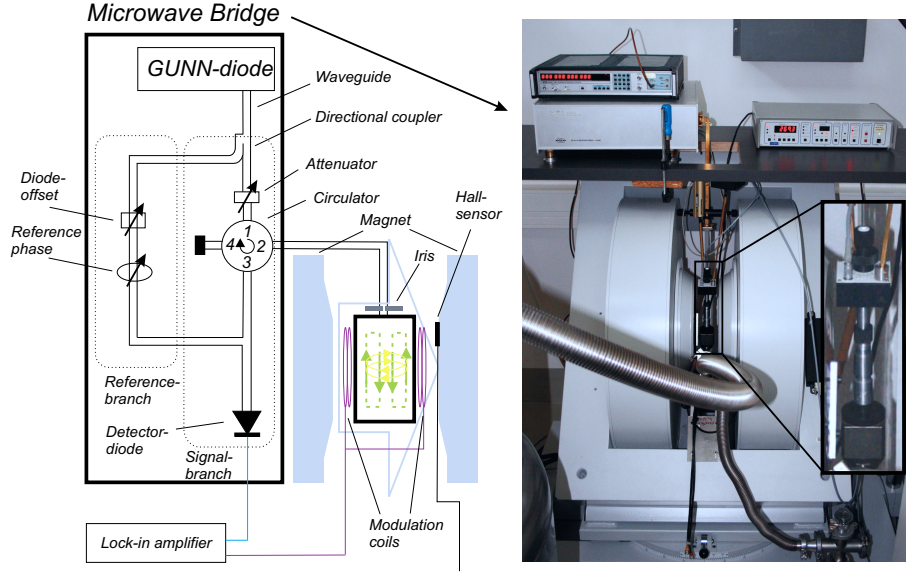 Microwave Bridge
GUNN-diode
Waveguide
Directional coupler
Diode-
offset
Attenuator
Reference
phase
Circulator
Hall-
sensor
Magnet
1
4 2
3
Iris
Reference-
branch
Detector-
diode
Signal-
branch
Lock-in amplifier
Modulation
coils